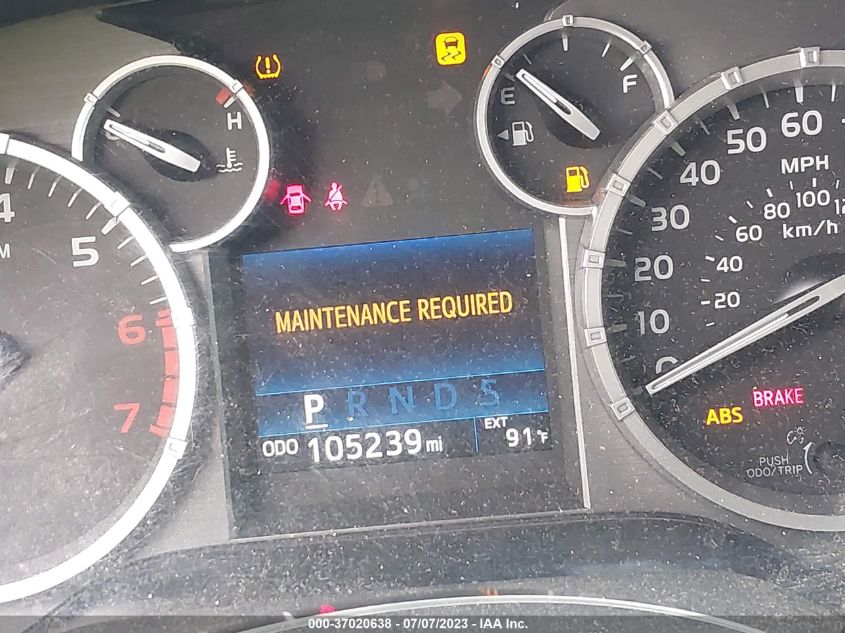 H
E
F
4
5
6
7
M
10
20
30
40
50
60
MPH
20
40
60
80
100
km/h
0
MAINTENANCE REQUIRED
P R N D S
ODO 105239 mi
EXT
91°F
ABS
BRAKE
PUSH
ODO/TRIP
000-37020638 - 07/07/2023 - IAA Inc.